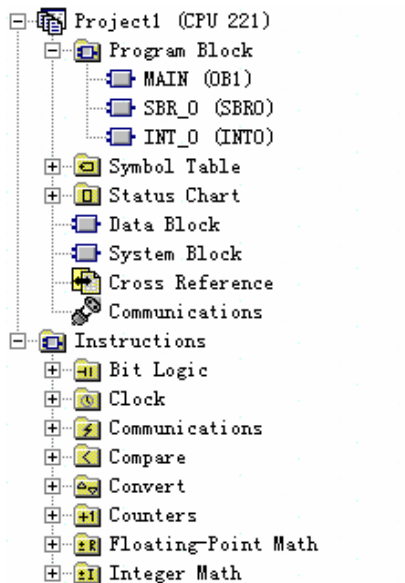 Project1 (CPU 221)
Program Block
MAIN (OB1)
SBR_0 (SBR0)
INT_0 (INT0)
Symbol Table
Status Chart
Data Block
System Block
Cross Reference
Communications
Instructions
Bit Logic
Clock
Communications
Compare
Convert
Counters
Floating-Point Math
Integer Math